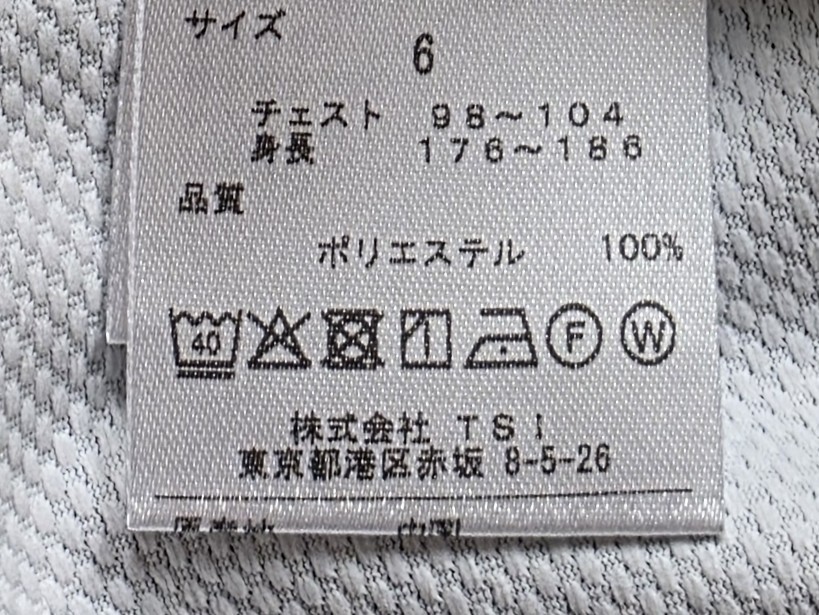 サイズ
6
チェスト 98～104
身長 176～186
品質
ポリエステル 100%
40 F W
株式会社 TSI
東京都港区赤坂 8-5-26